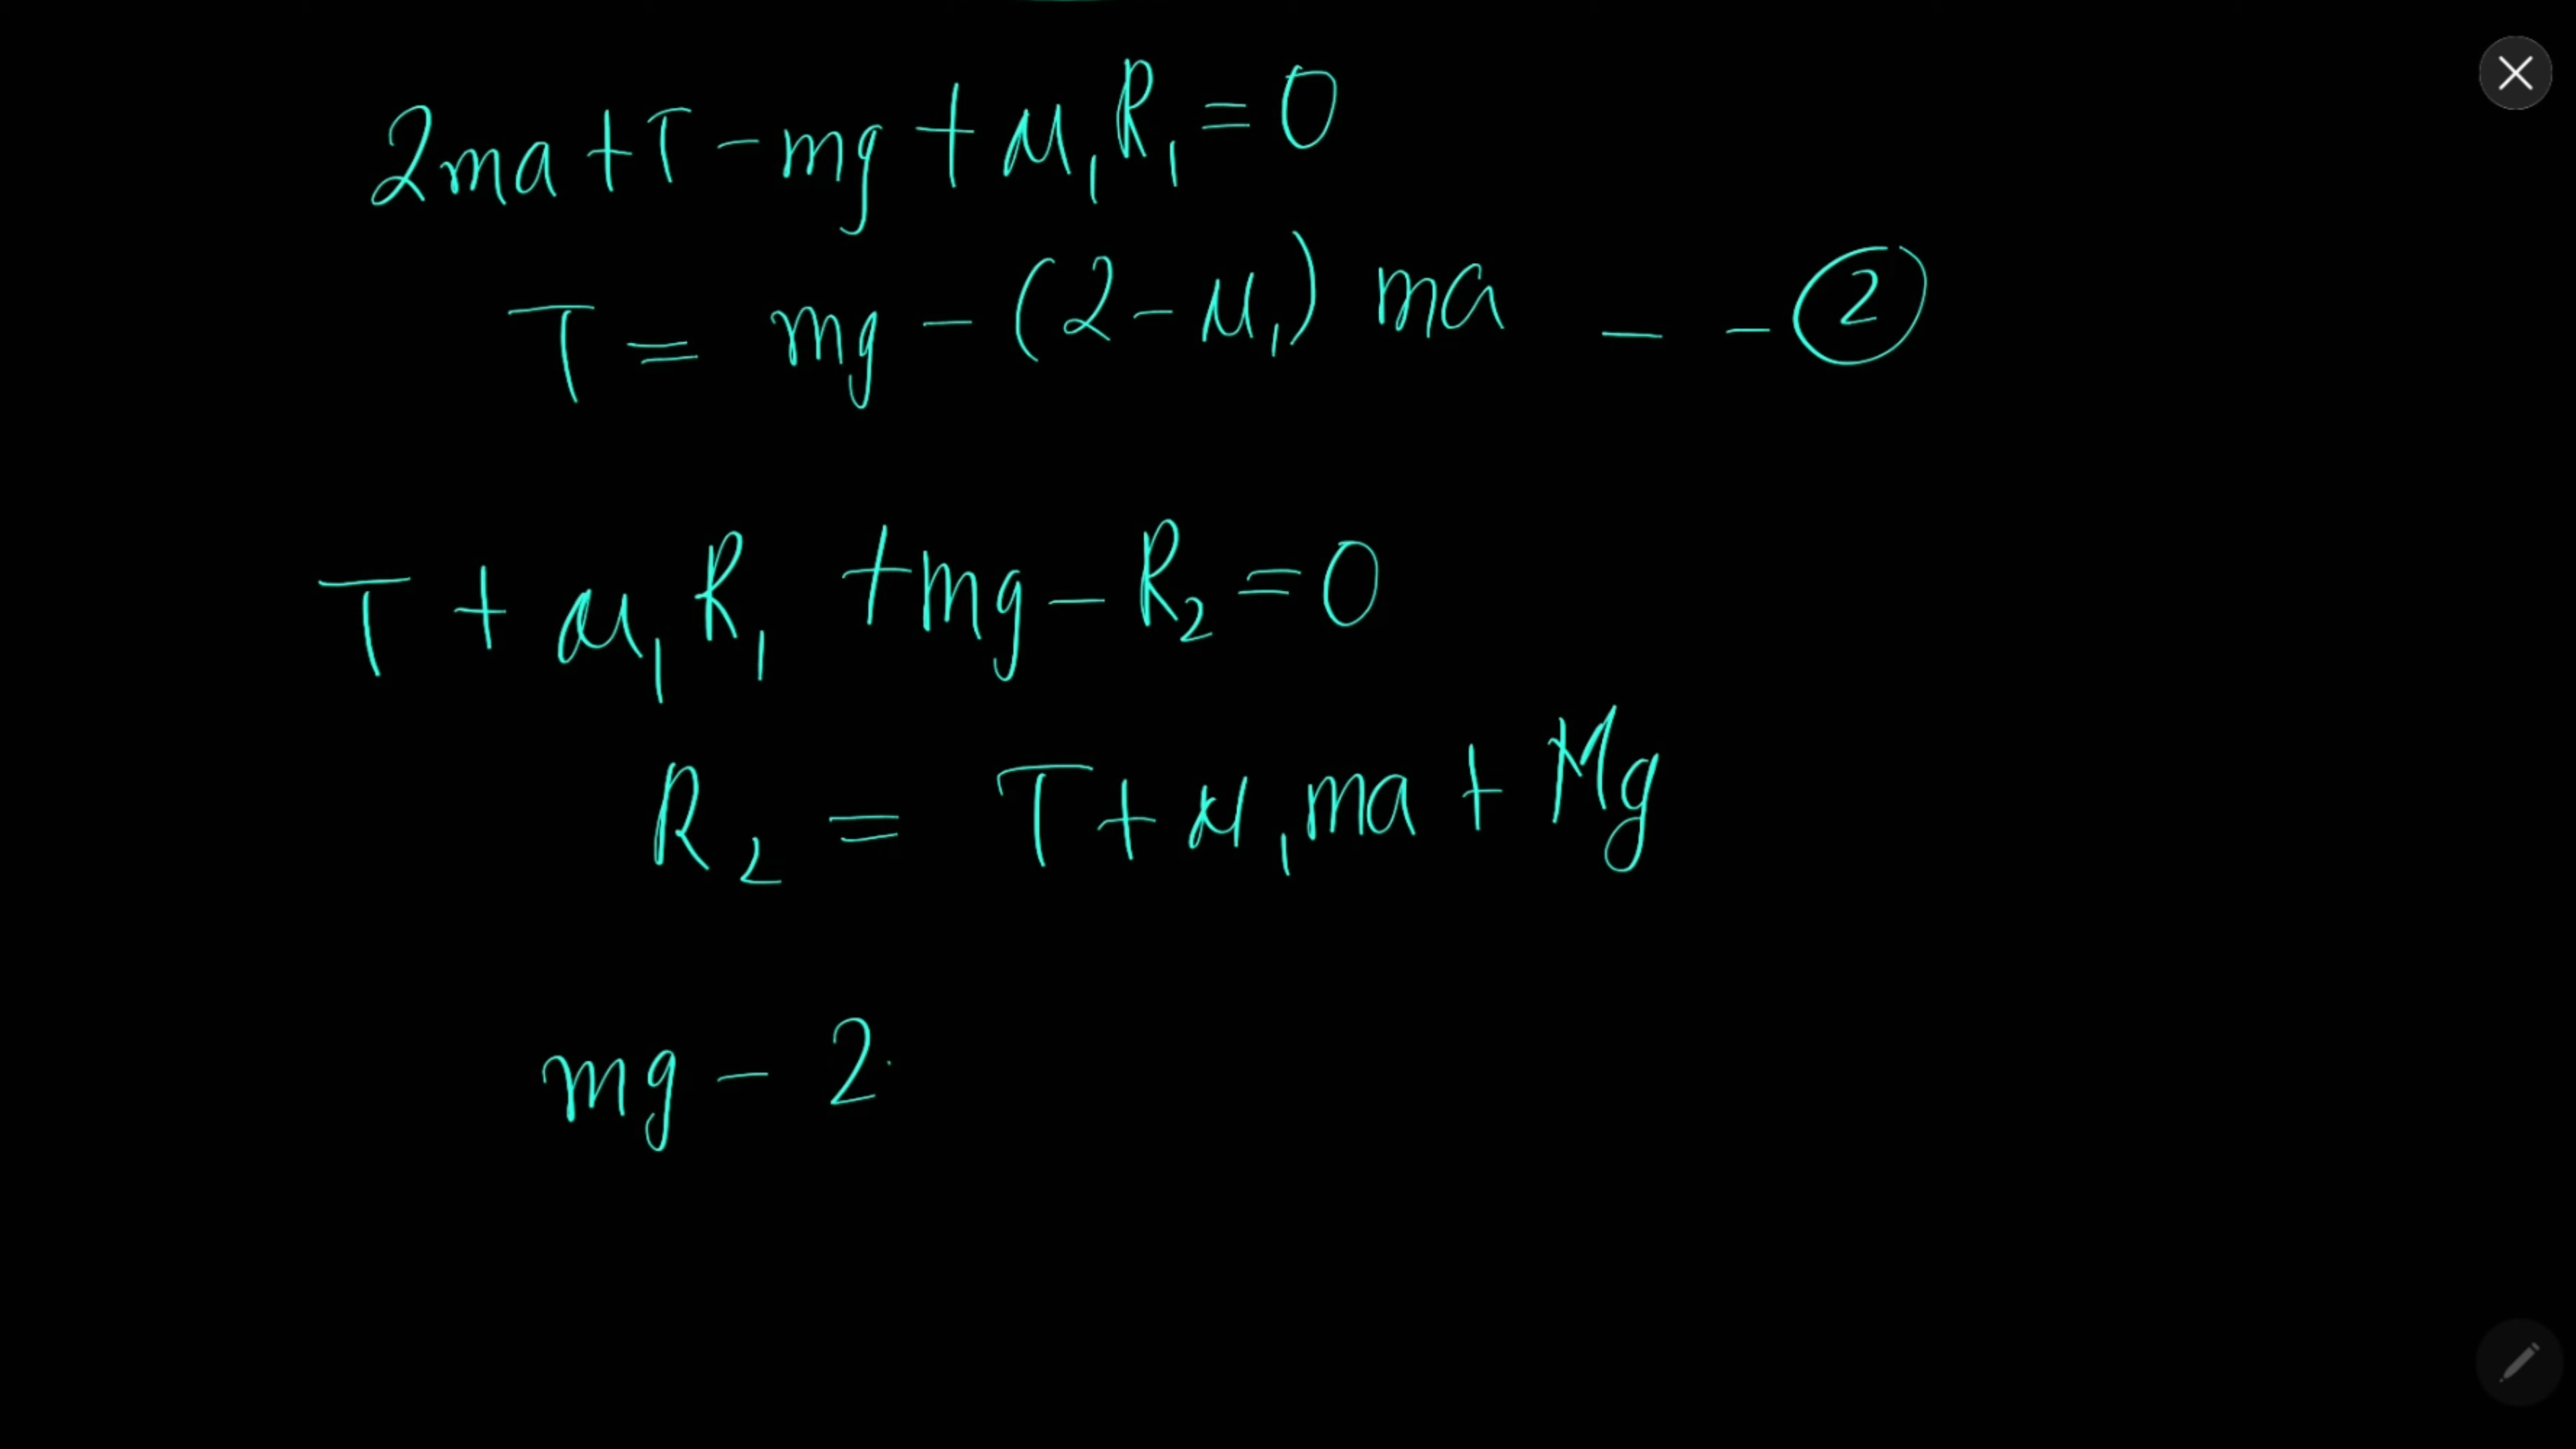 2ma + T - mg + μ₁R₁ = 0
T = mg - (2 - μ₁) ma - - ②
T + μ₁R₁ + mg - R₂ = 0
R₂ = T + μ₁ma + Mg
mg - 2